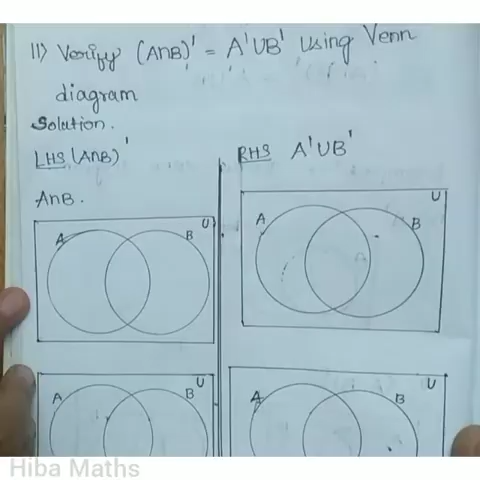 11) Verify (A∩B)' = A'∪B' using Venn
diagram
Solution.
LHS (A∩B)'
A∩B.
U
A
B
U
A
B
RHS A'∪B'
U
A
B
U
A
B
Hiba Maths